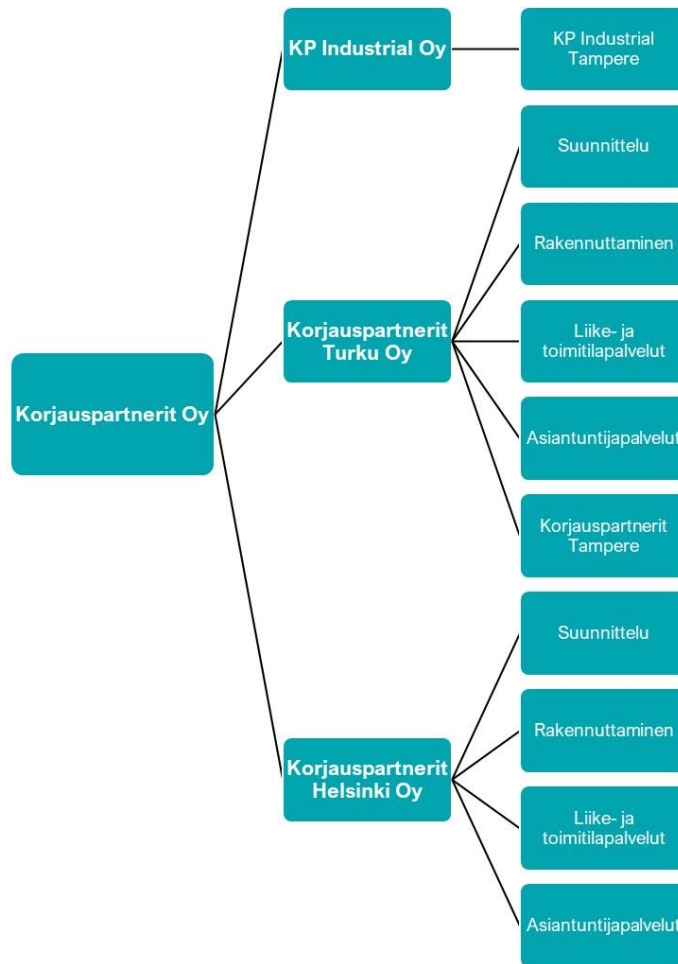 KP Industrial Oy
KP Industrial
Tampere
Suunnittelu
Rakennuttaminen
Korjauspartnerit
Turku Oy
Liike- ja
toimitilapalvelut
Korjauspartnerit Oy
Asiantuntijapalvelut
Korjauspartnerit
Tampere
Suunnittelu
Rakennuttaminen
Korjauspartnerit
Helsinki Oy
Liike- ja
toimitilapalvelut
Asiantuntijapalvelut